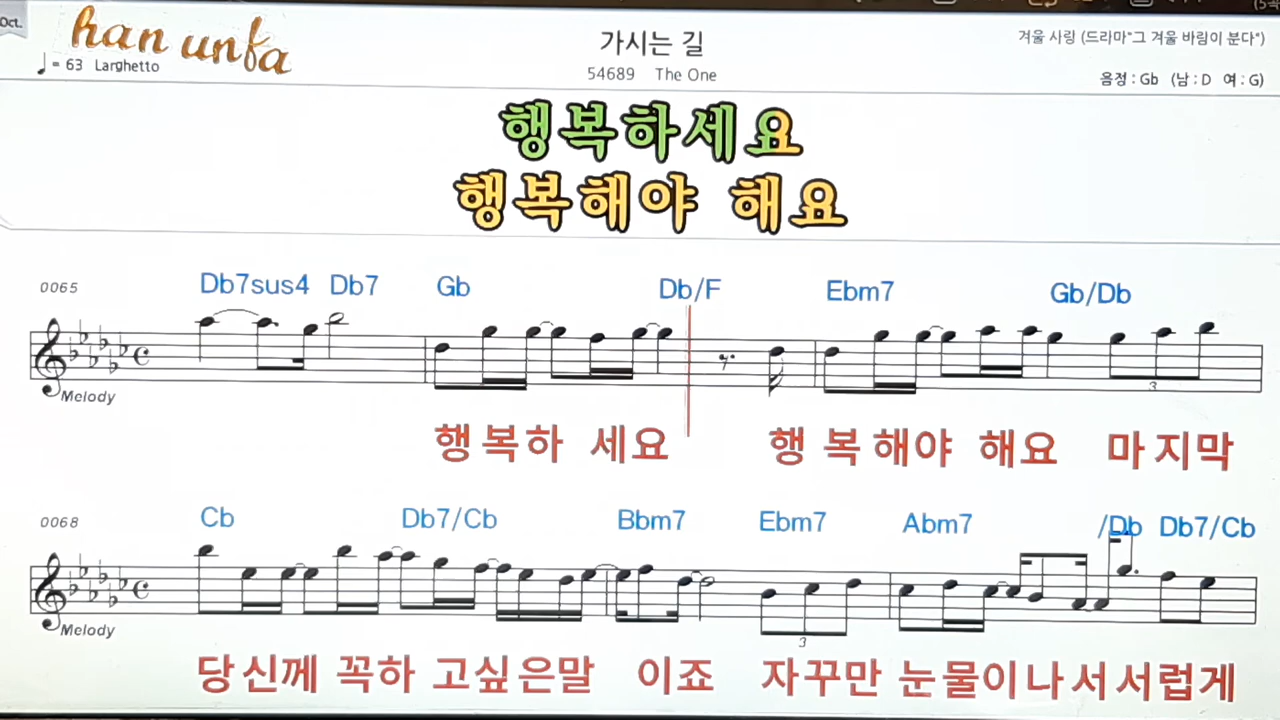 Oct.
han unfa
가시는 길
겨울 사랑 (드라마"그 겨울 바람이 분다")
♩ = 63 Larghetto
54689 The One
음정 : Gb (남 : D 여 : G)
행복하세요
행복해야 해요
0065 Db7sus4 Db7 Gb Db/F Ebm7 Gb/Db
3
Melody
행 복하 세요 행 복 해야 해요 마 지막
0068 Cb Db7/Cb Bbm7 Ebm7 Abm7 /Db Db7/Cb
Melody
3
당신께 꼭하 고싶은말 이죠 자꾸만 눈물이나서서럽게